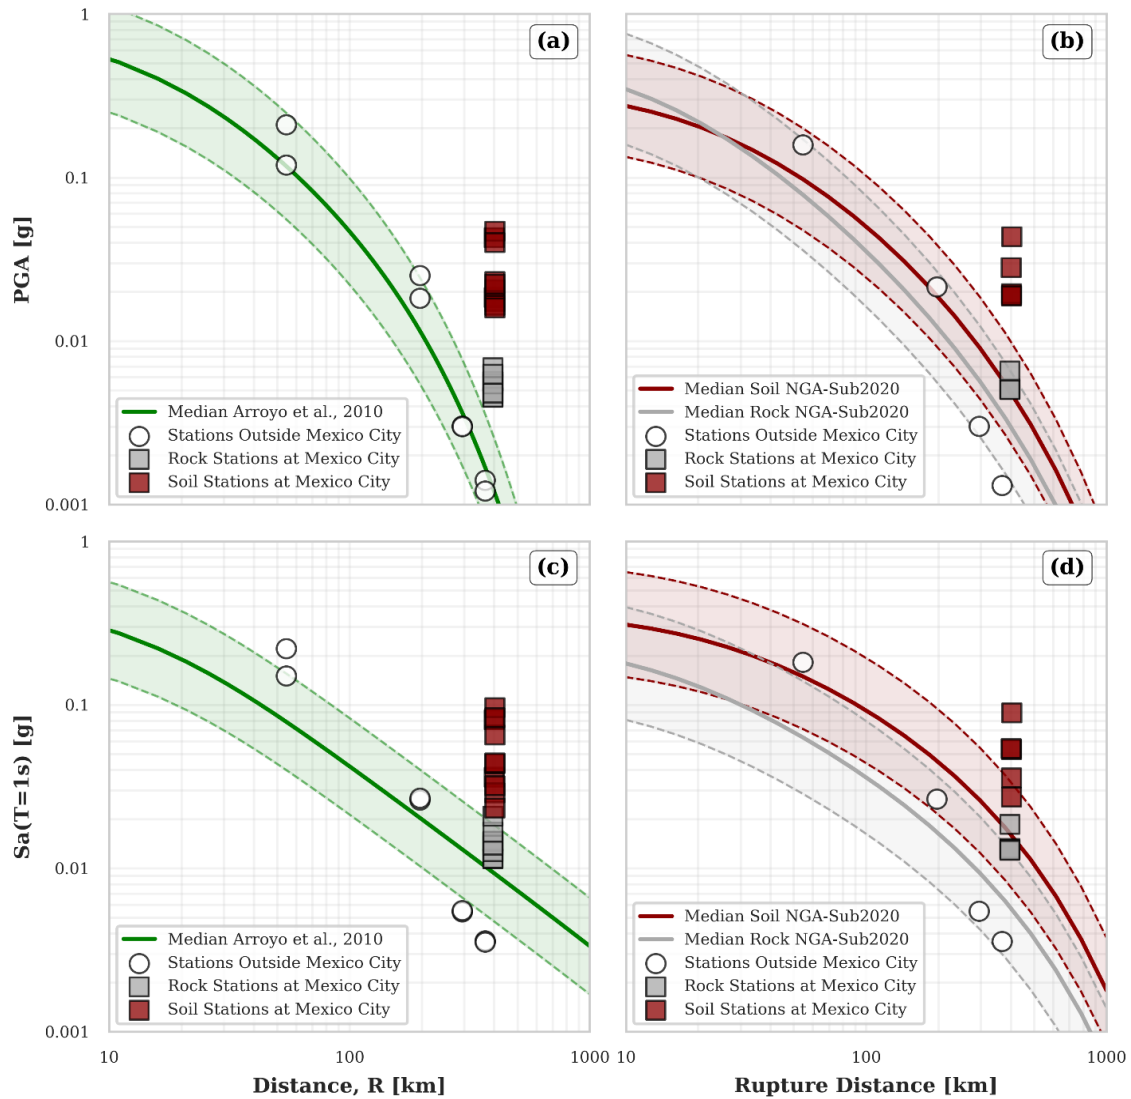 1
0.1
0.01
0.001
PGA [g]
(a)
Median Arroyo et al., 2010
Stations Outside Mexico City
Rock Stations at Mexico City
Soil Stations at Mexico City
(b)
Median Soil NGA-Sub2020
Median Rock NGA-Sub2020
Stations Outside Mexico City
Rock Stations at Mexico City
Soil Stations at Mexico City
1
0.1
0.01
0.001
Sa(T=1s) [g]
(c)
Median Arroyo et al., 2010
Stations Outside Mexico City
Rock Stations at Mexico City
Soil Stations at Mexico City
10 100 1000
Distance, R [km]
(d)
Median Soil NGA-Sub2020
Median Rock NGA-Sub2020
Stations Outside Mexico City
Rock Stations at Mexico City
Soil Stations at Mexico City
10 100 1000
Rupture Distance [km]